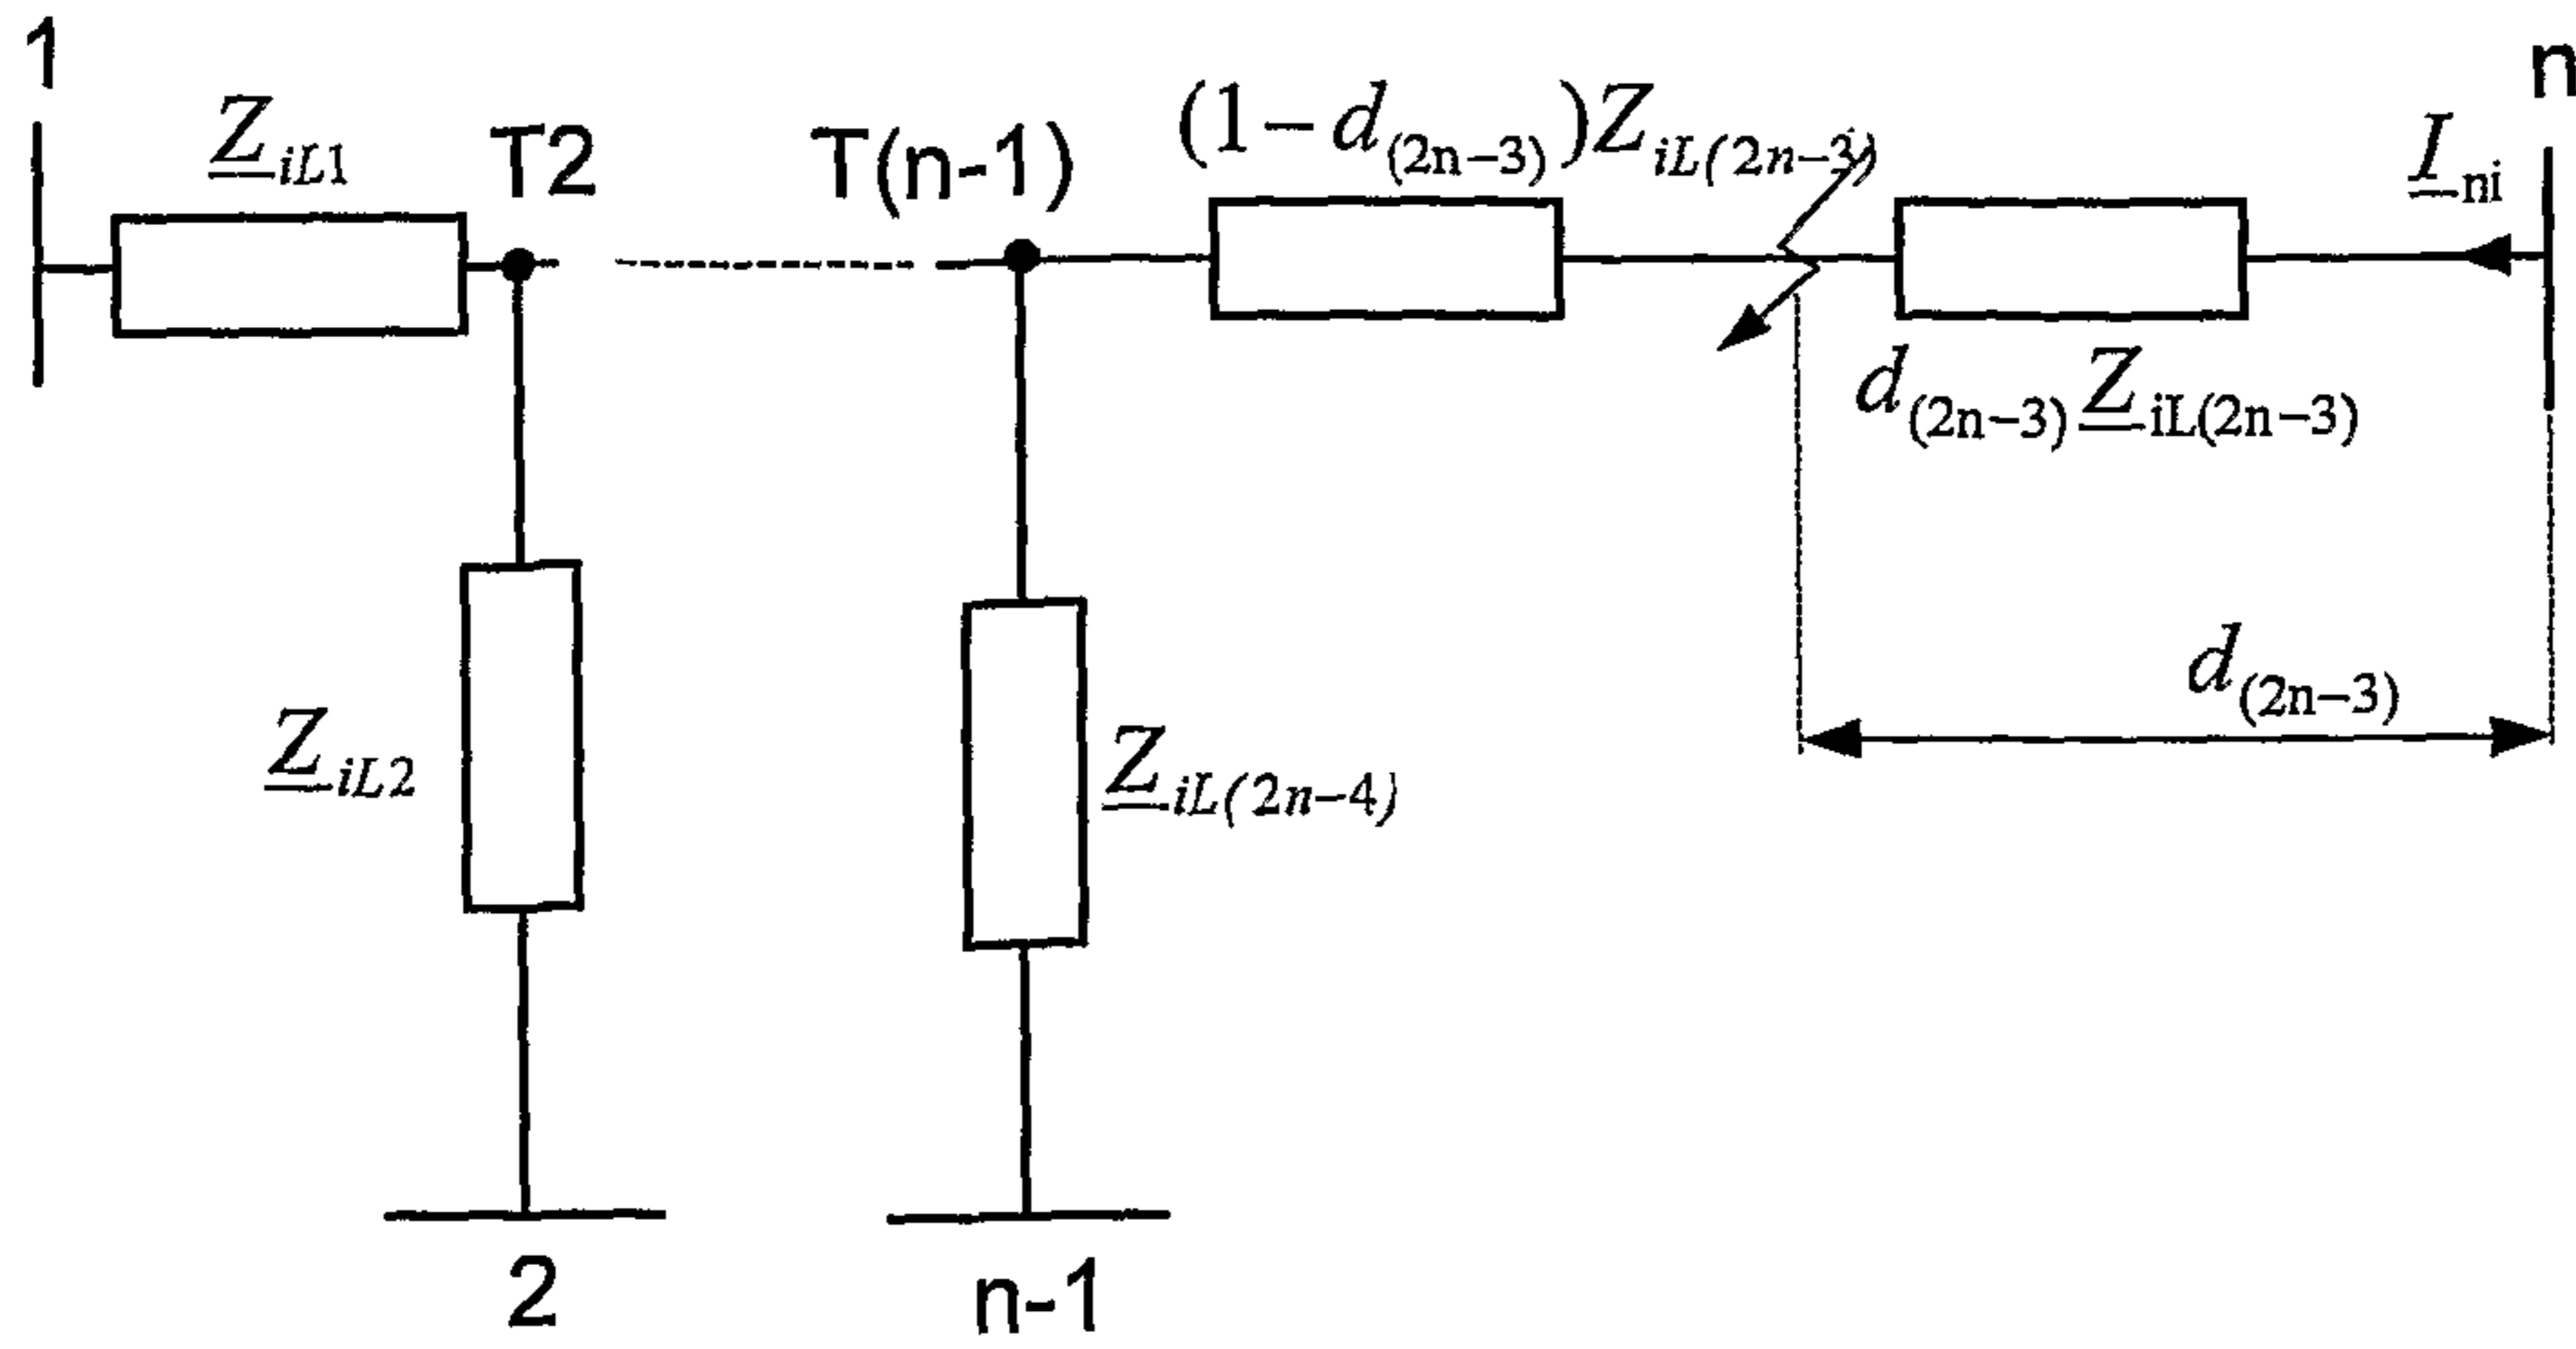 1
Z_iL1
T2
T(n-1)
(1-d_(2n-3))Z_iL(2n-3)
I_ni
n
d_(2n-3) Z_iL(2n-3)
d_(2n-3)
Z_iL2
Z_iL(2n-4)
2
n-1